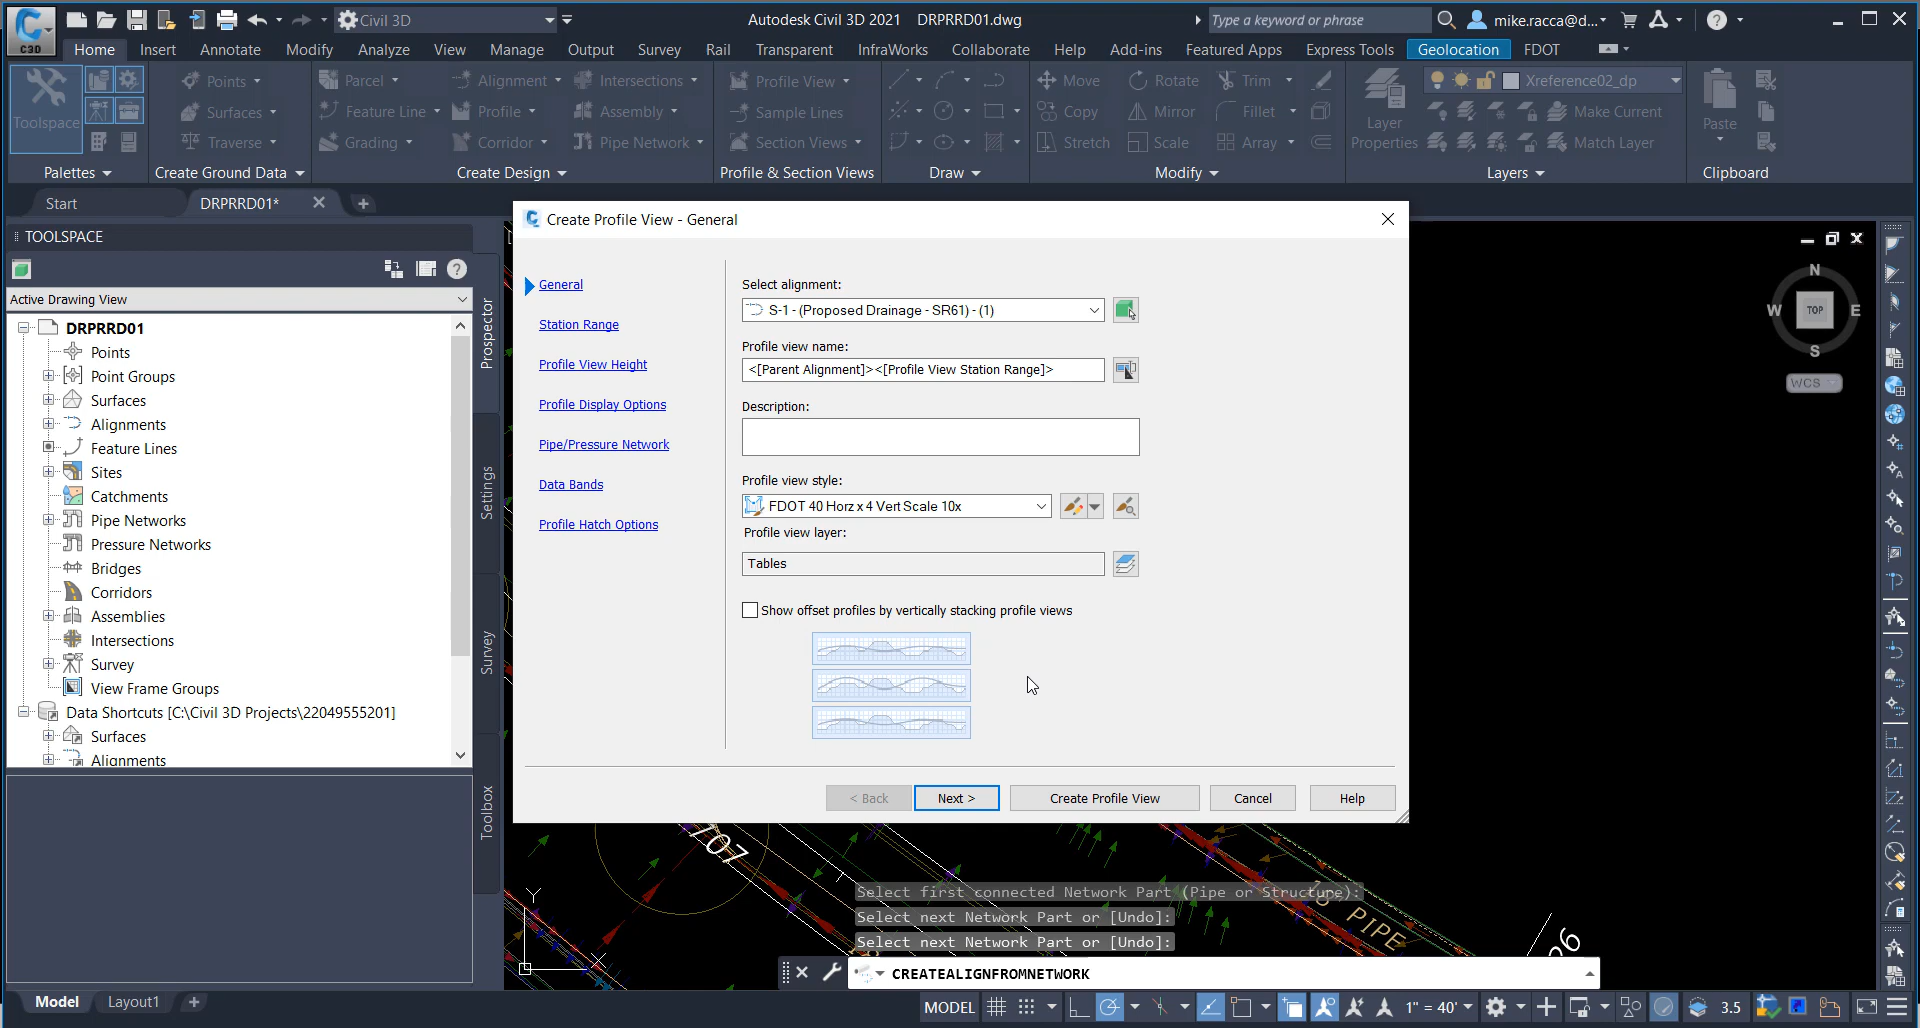 C3D
Civil 3D
Autodesk Civil 3D 2021 DRPRRD01.dwg
Type a keyword or phrase
mike.racca@d...
Home Insert Annotate Modify Analyze View Manage Output Survey Rail Transparent InfraWorks Collaborate Help Add-ins Featured Apps Express Tools Geolocation FDOT
Toolspace
Points
Surfaces
Traverse
Parcel
Feature Line
Grading
Alignment
Profile
Corridor
Intersections
Assembly
Pipe Network
Profile View
Sample Lines
Section Views
Move
Copy
Stretch
Rotate
Mirror
Scale
Trim
Fillet
Array
Layer
Properties
Xreference02_dp
Make Current
Match Layer
Paste
Palettes Create Ground Data Create Design Profile & Section Views Draw Modify Layers Clipboard
Start DRPRRD01*
TOOLSPACE
Active Drawing View
DRPRRD01
Points
Point Groups
Surfaces
Alignments
Feature Lines
Sites
Catchments
Pipe Networks
Pressure Networks
Bridges
Corridors
Assemblies
Intersections
Survey
View Frame Groups
Data Shortcuts [C:\Civil 3D Projects\22049555201]
Surfaces
Alignments
Prospector
Settings
Survey
Toolbox
Create Profile View - General
General
Station Range
Profile View Height
Profile Display Options
Pipe/Pressure Network
Data Bands
Profile Hatch Options
Select alignment:
S-1 - (Proposed Drainage - SR61) - (1)
Profile view name:
<[Parent Alignment]><[Profile View Station Range]>
Description:
Profile view style:
FDOT 40 Horz x 4 Vert Scale 10x
Profile view layer:
Tables
Show offset profiles by vertically stacking profile views
< Back Next > Create Profile View Cancel Help
N
W TOP E
S
WCS
107
PIPE
Y
X
Select first connected Network Part (Pipe or Structure):
Select next Network Part or [Undo]:
Select next Network Part or [Undo]:
CREATEALIGNFROMNETWORK
Model Layout1
MODEL 1" = 40' 3.5